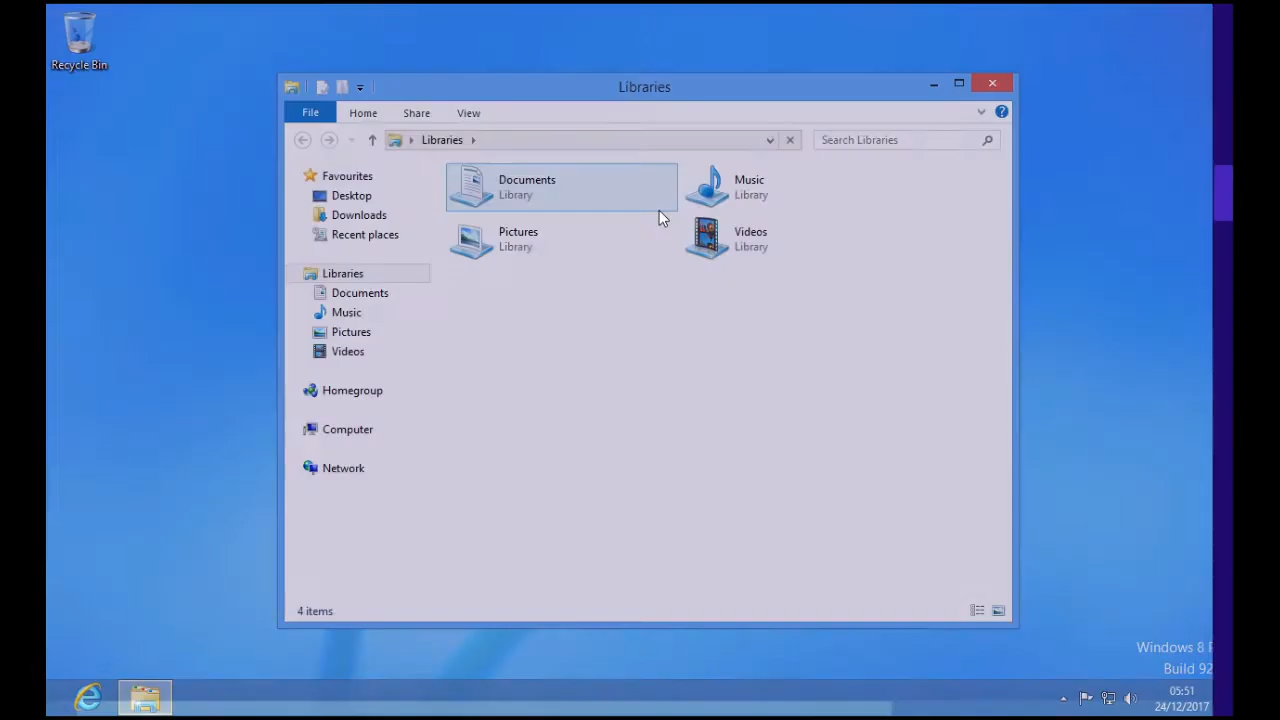 Recycle Bin
Libraries
File Home Share View
Libraries
Search Libraries
Favourites
Desktop
Downloads
Recent places
Libraries
Documents
Music
Pictures
Videos
Homegroup
Computer
Network
Documents
Library
Music
Library
Pictures
Library
Videos
Library
4 items
Windows 8
Build 92
05:51
24/12/2017